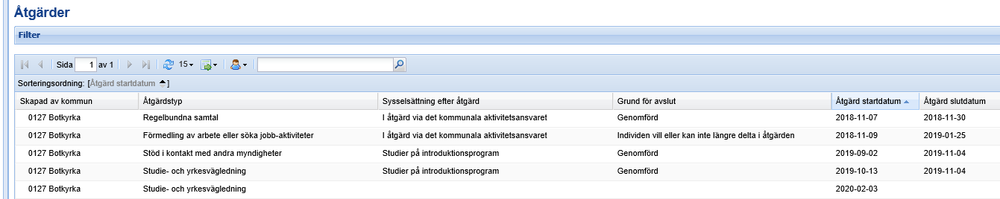 Åtgärder
Filter
Sida 1 av 1 15
Sorteringsordning: [Åtgärd startdatum ]
Skapad av kommun Åtgärdstyp Sysselsättning efter åtgärd Grund för avslut Åtgärd startdatum Åtgärd slutdatum
0127 Botkyrka Regelbundna samtal I åtgärd via det kommunala aktivitetsansvaret Genomförd 2018-11-07 2018-11-30
0127 Botkyrka Förmedling av arbete eller söka jobb-aktiviteter I åtgärd via det kommunala aktivitetsansvaret Individen vill eller kan inte längre delta i åtgärden 2018-11-09 2019-01-25
0127 Botkyrka Stöd i kontakt med andra myndigheter Studier på introduktionsprogram Genomförd 2019-09-02 2019-11-04
0127 Botkyrka Studie- och yrkesvägledning Studier på introduktionsprogram Genomförd 2019-10-13 2019-11-04
0127 Botkyrka Studie- och yrkesvägledning 2020-02-03